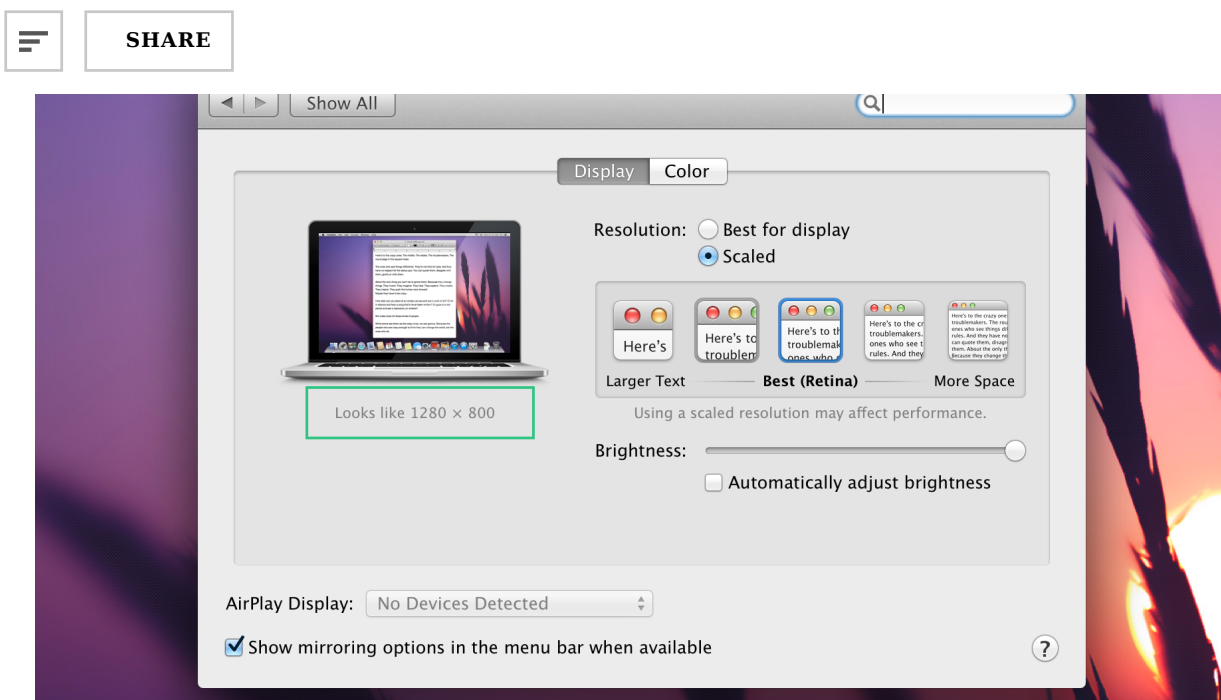 SHARE
Show All
Display Color
Resolution: Best for display
Scaled
Here's
Here's to
troublem
Here's to th
troublemak
ones who
Here's to the cr
troublemakers.
ones who see t
rules. And they
Here's to the crazy one
troublemakers. The rou
ones who see things di
rules. And they have no
can quote them, disagr
them. About the only th
Because they change th
Larger Text Best (Retina) More Space
Looks like 1280 × 800
Using a scaled resolution may affect performance.
Brightness:
Automatically adjust brightness
AirPlay Display: No Devices Detected
Show mirroring options in the menu bar when available
?